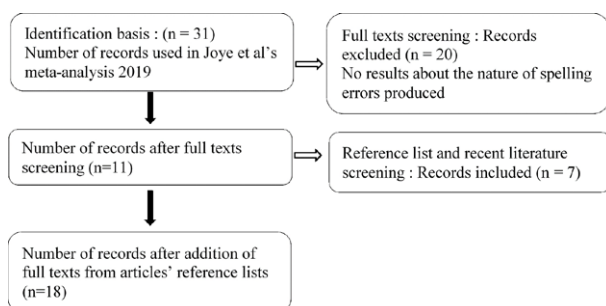 Identification basis : (n = 31)
Number of records used in Joye et al's
meta-analysis 2019
Full texts screening : Records
excluded (n = 20)
No results about the nature of spelling
errors produced
Number of records after full texts
screening (n=11)
Reference list and recent literature
screening : Records included (n = 7)
Number of records after addition of
full texts from articles' reference lists
(n=18)